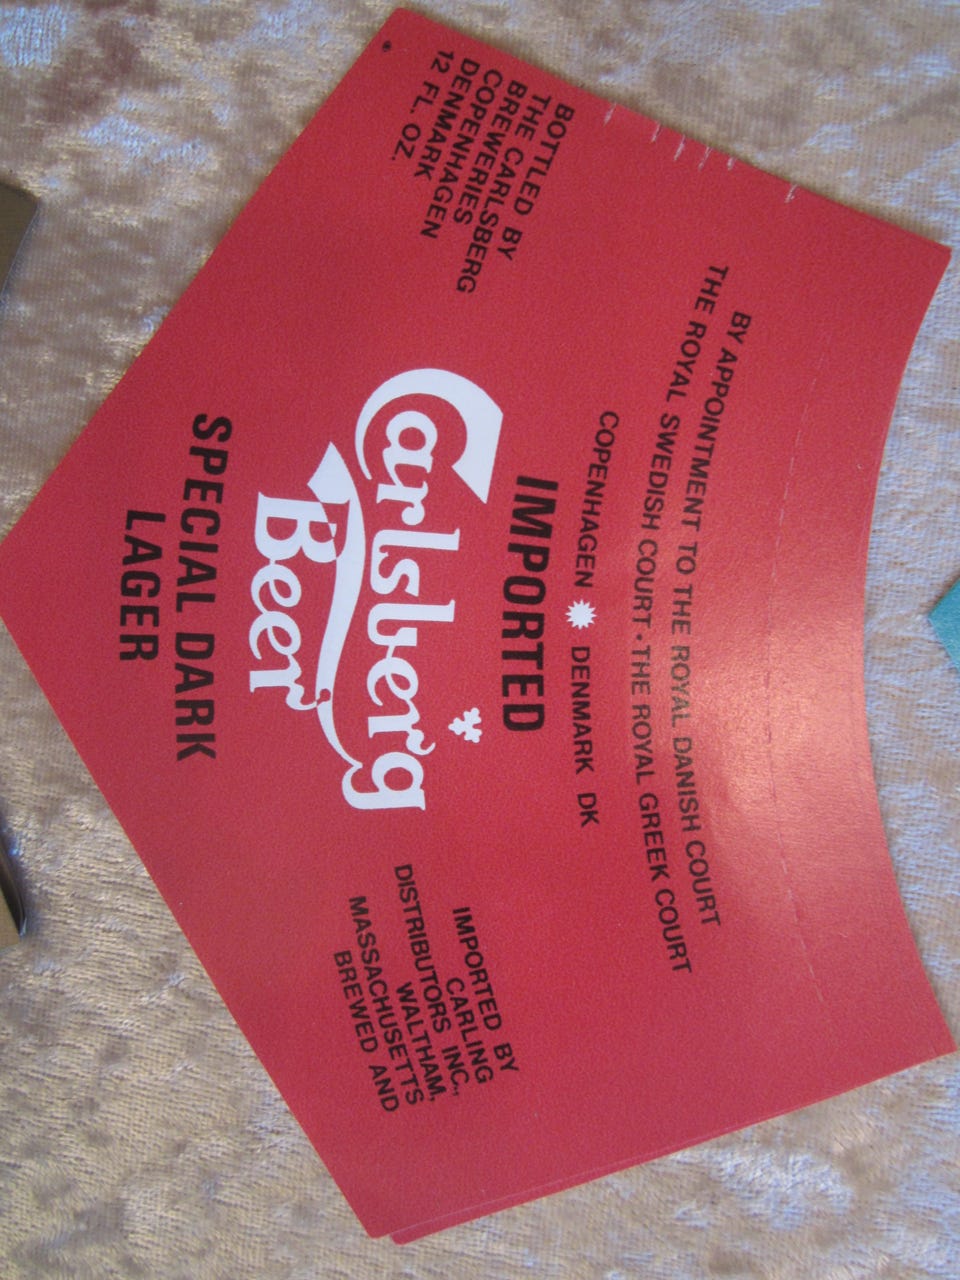 BY APPOINTMENT TO THE ROYAL DANISH COURT
THE ROYAL SWEDISH COURT · THE ROYAL GREEK COURT
COPENHAGEN DENMARK DK
IMPORTED
Carlsberg
Beer
SPECIAL DARK
LAGER
BOTTLED BY
THE CARLSBERG
BREWERIES
COPENHAGEN
DENMARK
12 FL. OZ.
IMPORTED BY
CARLING
DISTRIBUTORS INC.,
WALTHAM,
MASSACHUSETTS
BREWED AND